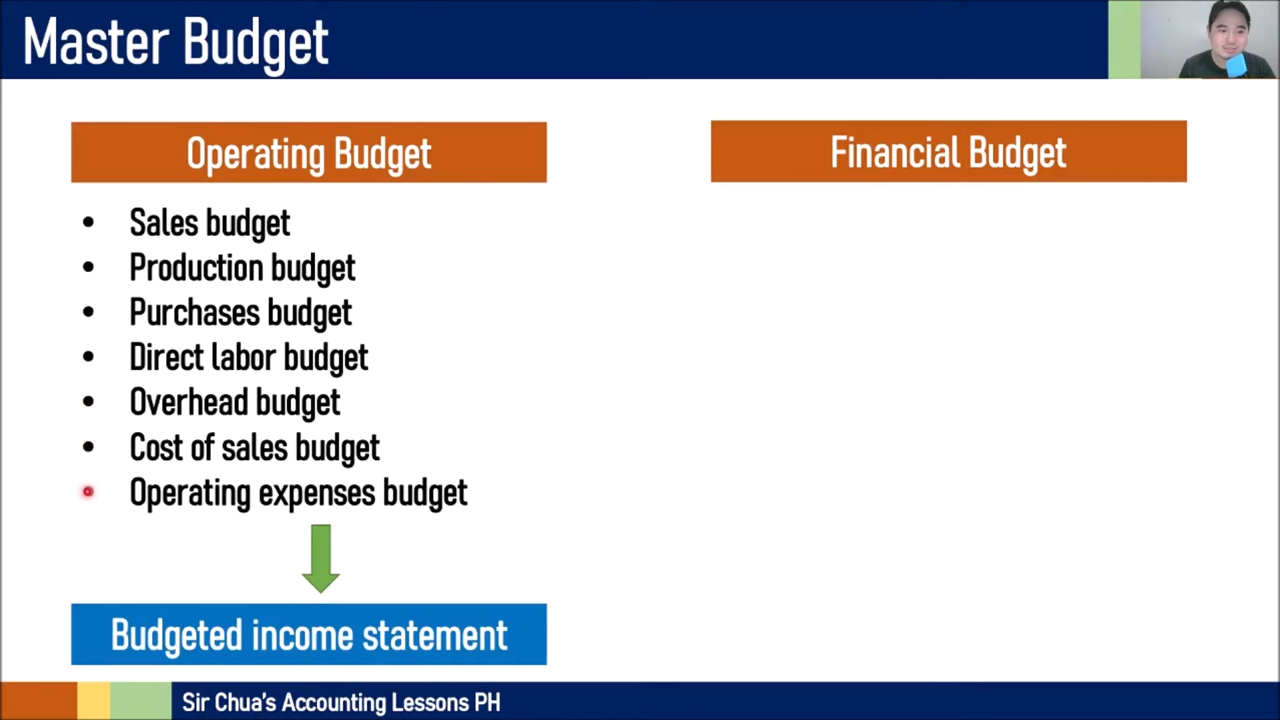 Master Budget
Operating Budget
Financial Budget
• Sales budget
• Production budget
• Purchases budget
• Direct labor budget
• Overhead budget
• Cost of sales budget
• Operating expenses budget
Budgeted income statement
Sir Chua's Accounting Lessons PH